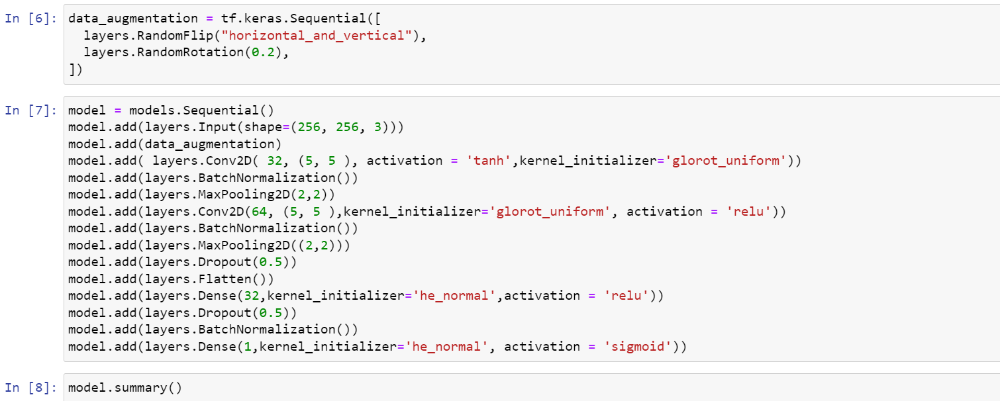 In [6]: data_augmentation = tf.keras.Sequential([
  layers.RandomFlip("horizontal_and_vertical"),
  layers.RandomRotation(0.2),
])
In [7]: model = models.Sequential()
model.add(layers.Input(shape=(256, 256, 3)))
model.add(data_augmentation)
model.add( layers.Conv2D( 32, (5, 5 ), activation = 'tanh',kernel_initializer='glorot_uniform'))
model.add(layers.BatchNormalization())
model.add(layers.MaxPooling2D(2,2))
model.add(layers.Conv2D(64, (5, 5 ),kernel_initializer='glorot_uniform', activation = 'relu'))
model.add(layers.BatchNormalization())
model.add(layers.MaxPooling2D((2,2)))
model.add(layers.Dropout(0.5))
model.add(layers.Flatten())
model.add(layers.Dense(32,kernel_initializer='he_normal',activation = 'relu'))
model.add(layers.Dropout(0.5))
model.add(layers.BatchNormalization())
model.add(layers.Dense(1,kernel_initializer='he_normal', activation = 'sigmoid'))
In [8]: model.summary()